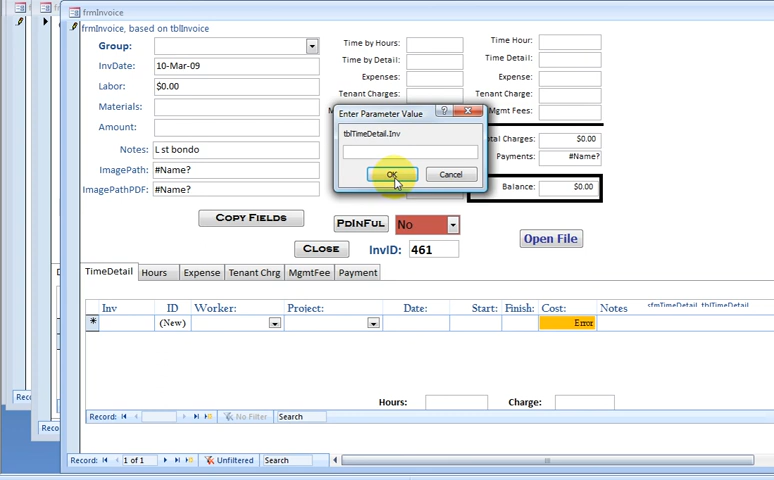 frmInvoice
frmInvoice, based on tblInvoice
Group:
InvDate: 10-Mar-09
Labor: $0.00
Materials:
Amount:
Notes: L st bondo
ImagePath: #Name?
ImagePathPDF: #Name?
Time by Hours:
Time by Detail:
Expenses:
Tenant Charges:
Time Hour:
Time Detail:
Expense:
Tenant Charge:
Mgmt Fees:
Charges: $0.00
Payments: #Name?
Balance: $0.00
Enter Parameter Value
?
tblTimeDetail.Inv
OK Cancel
Copy Fields
PdInFul No
Close
InvID: 461
Open File
TimeDetail Hours Expense Tenant Chrg MgmtFee Payment
Inv ID Worker: Project: Date: Start: Finish: Cost: Notes sfmTimeDetail, tblTimeDetail
* (New) Error
Hours: Charge:
Record: No Filter Search
Record: 1 of 1 Unfiltered Search
Rec
Reco